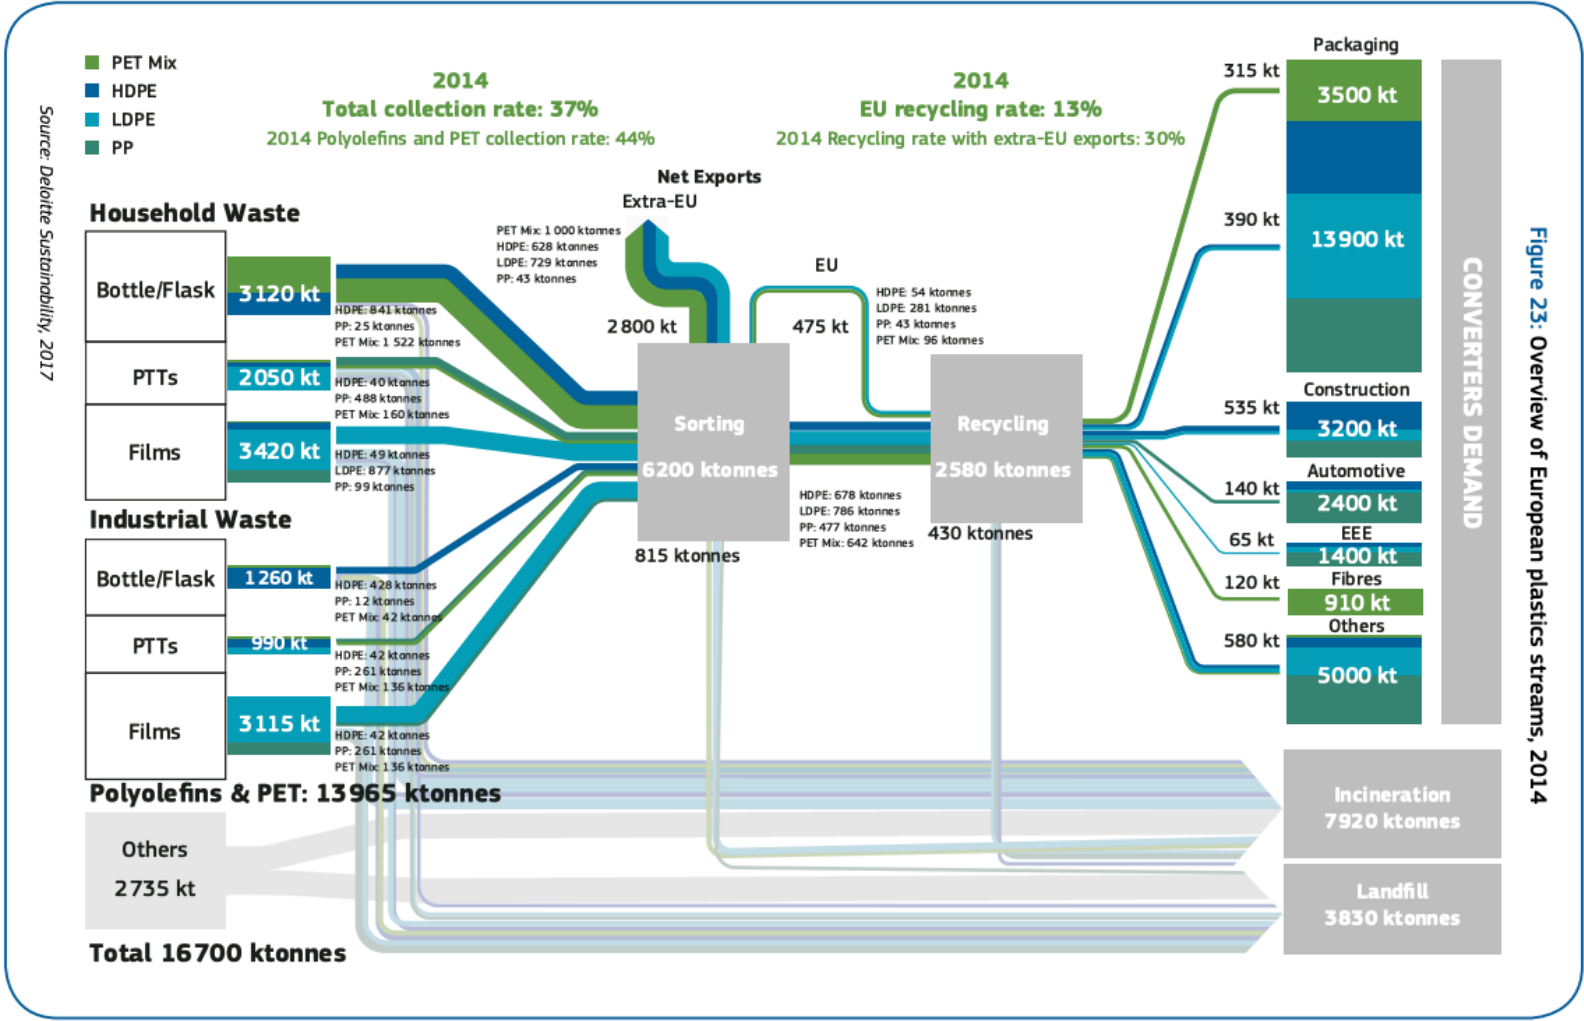 PET Mix
HDPE
LDPE
PP
2014
Total collection rate: 37%
2014 Polyolefins and PET collection rate: 44%
2014
EU recycling rate: 13%
2014 Recycling rate with extra-EU exports: 30%
Source: Deloitte Sustainability, 2017
Household Waste
Bottle/Flask
3120 kt
HDPE: 841 ktonnes
PP: 25 ktonnes
PET Mix: 1 522 ktonnes
PTTs
2050 kt
HDPE: 40 ktonnes
PP: 488 ktonnes
PET Mix: 160 ktonnes
Films
3420 kt
HDPE: 49 ktonnes
LDPE: 877 ktonnes
PP: 99 ktonnes
Industrial Waste
Bottle/Flask
1260 kt
HDPE: 428 ktonnes
PP: 12 ktonnes
PET Mix: 42 ktonnes
PTTs
990 kt
HDPE: 42 ktonnes
PP: 261 ktonnes
PET Mix: 136 ktonnes
Films
3115 kt
HDPE: 42 ktonnes
PP: 261 ktonnes
PET Mix: 136 ktonnes
Polyolefins & PET: 13965 ktonnes
Others
2735 kt
Total 16700 ktonnes
Net Exports
Extra-EU
PET Mix: 1 000 ktonnes
HDPE: 628 ktonnes
LDPE: 729 ktonnes
PP: 43 ktonnes
2800 kt
EU
475 kt
HDPE: 54 ktonnes
LDPE: 281 ktonnes
PP: 43 ktonnes
PET Mix: 96 ktonnes
Sorting
6200 ktonnes
815 ktonnes
HDPE: 678 ktonnes
LDPE: 786 ktonnes
PP: 477 ktonnes
PET Mix: 642 ktonnes
Recycling
2580 ktonnes
430 ktonnes
Packaging
315 kt
3500 kt
390 kt
13900 kt
Construction
535 kt
3200 kt
Automotive
140 kt
2400 kt
EEE
65 kt
1400 kt
Fibres
120 kt
910 kt
Others
580 kt
5000 kt
CONVERTERS DEMAND
Incineration
7920 ktonnes
Landfill
3830 ktonnes
Figure 23: Overview of European plastics streams, 2014